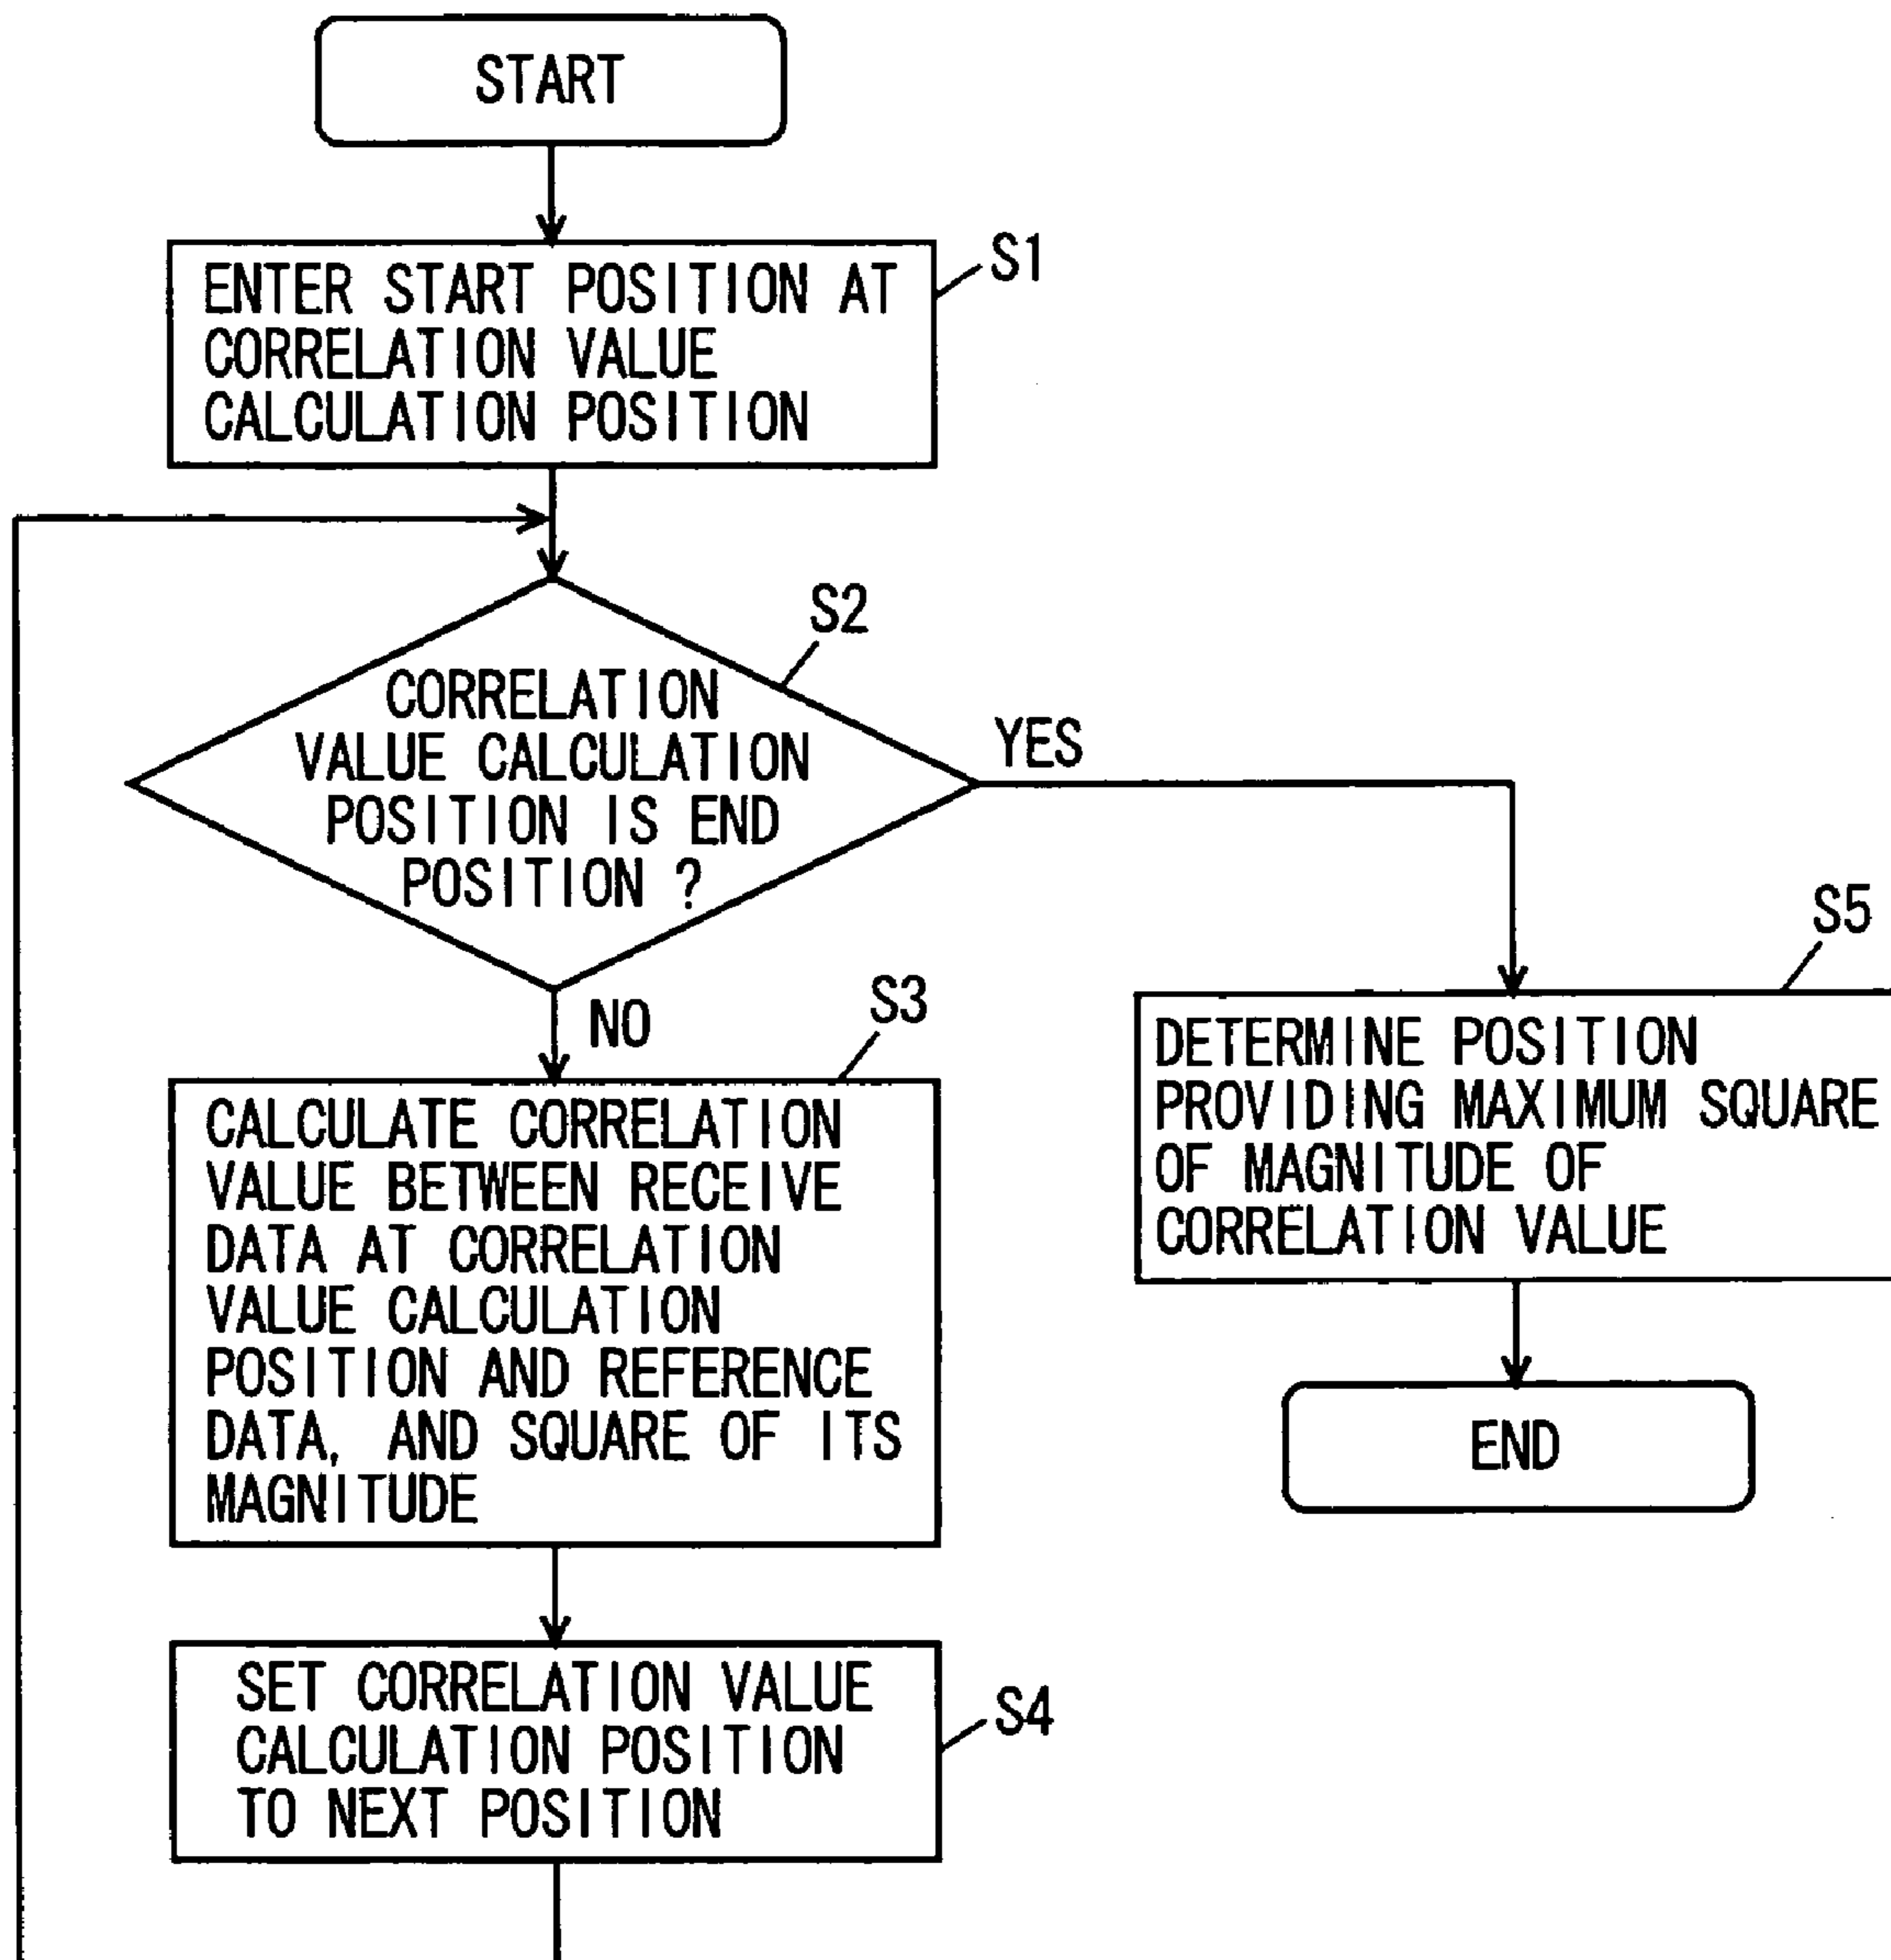 START
S1
ENTER START POSITION AT
CORRELATION VALUE
CALCULATION POSITION
S2
CORRELATION
VALUE CALCULATION
POSITION IS END
POSITION ?
YES
NO
S3
CALCULATE CORRELATION
VALUE BETWEEN RECEIVE
DATA AT CORRELATION
VALUE CALCULATION
POSITION AND REFERENCE
DATA, AND SQUARE OF ITS
MAGNITUDE
S4
SET CORRELATION VALUE
CALCULATION POSITION
TO NEXT POSITION
S5
DETERMINE POSITION
PROVIDING MAXIMUM SQUARE
OF MAGNITUDE OF
CORRELATION VALUE
END